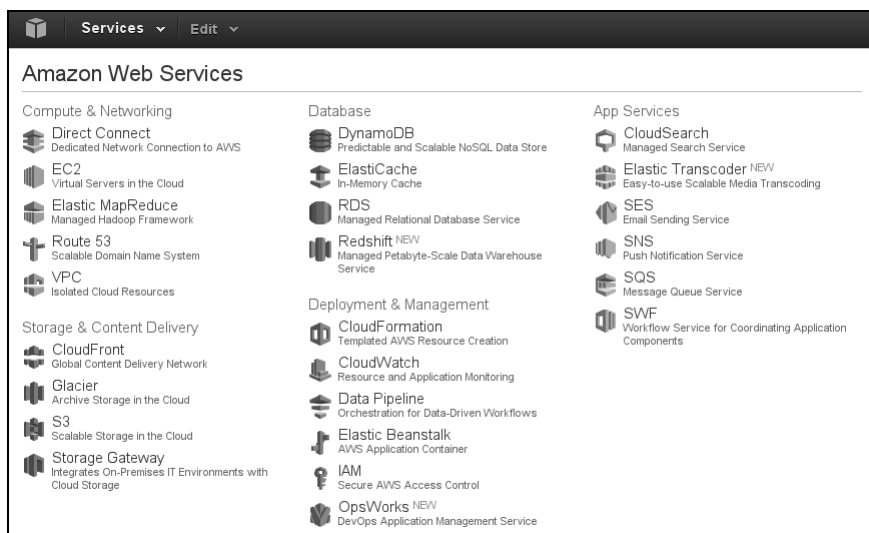 Services Edit
Amazon Web Services
Compute & Networking
Direct Connect
Dedicated Network Connection to AWS
EC2
Virtual Servers in the Cloud
Elastic MapReduce
Managed Hadoop Framework
Route 53
Scalable Domain Name System
VPC
Isolated Cloud Resources
Storage & Content Delivery
CloudFront
Global Content Delivery Network
Glacier
Archive Storage in the Cloud
S3
Scalable Storage in the Cloud
Storage Gateway
Integrates On-Premises IT Environments with
Cloud Storage
Database
DynamoDB
Predictable and Scalable NoSQL Data Store
ElastiCache
In-Memory Cache
RDS
Managed Relational Database Service
Redshift NEW
Managed Petabyte-Scale Data Warehouse
Service
Deployment & Management
CloudFormation
Templated AWS Resource Creation
CloudWatch
Resource and Application Monitoring
Data Pipeline
Orchestration for Data-Driven Workflows
Elastic Beanstalk
AWS Application Container
IAM
Secure AWS Access Control
OpsWorks NEW
DevOps Application Management Service
App Services
CloudSearch
Managed Search Service
Elastic Transcoder NEW
Easy-to-use Scalable Media Transcoding
SES
Email Sending Service
SNS
Push Notification Service
SQS
Message Queue Service
SWF
Workflow Service for Coordinating Application
Components